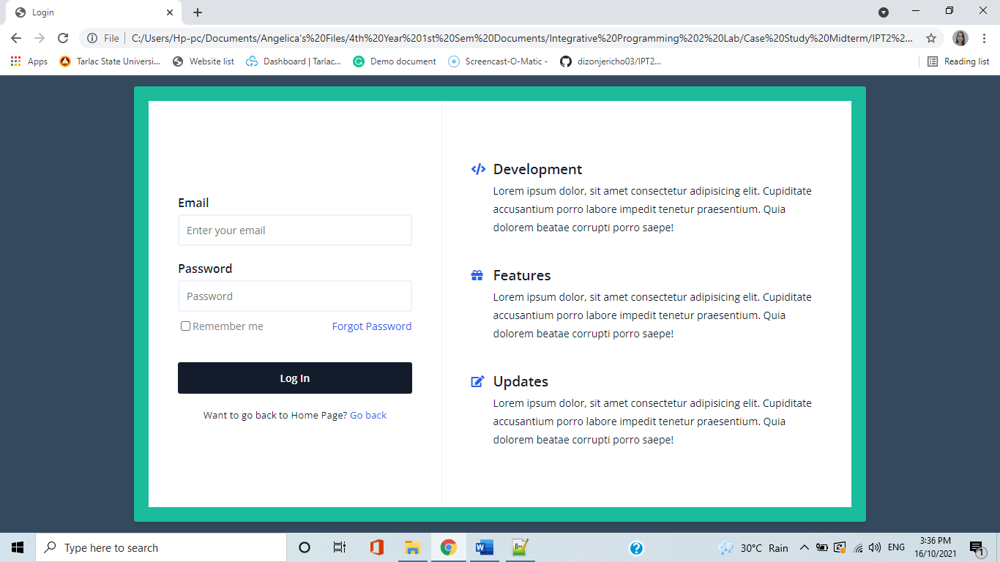 Login
File
C:/Users/Hp-pc/Documents/Angelica's%20Files/4th%20Year%201st%20Sem%20Documents/Integrative%20Programming%202%20Lab/Case%20Study%20Midterm/IPT2%2...
Apps
Tarlac State Universi...
Website list
Dashboard | Tarlac...
Demo document
Screencast-O-Matic -
dizonjericho03/IPT2...
Reading list
Email
Enter your email
Password
Password
Remember me
Forgot Password
Log In
Want to go back to Home Page? Go back
Development
Lorem ipsum dolor, sit amet consectetur adipisicing elit. Cupiditate
accusantium porro labore impedit tenetur praesentium. Quia
dolorem beatae corrupti porro saepe!
Features
Lorem ipsum dolor, sit amet consectetur adipisicing elit. Cupiditate
accusantium porro labore impedit tenetur praesentium. Quia
dolorem beatae corrupti porro saepe!
Updates
Lorem ipsum dolor, sit amet consectetur adipisicing elit. Cupiditate
accusantium porro labore impedit tenetur praesentium. Quia
dolorem beatae corrupti porro saepe!
Type here to search
30°C Rain
ENG
3:36 PM
16/10/2021
1